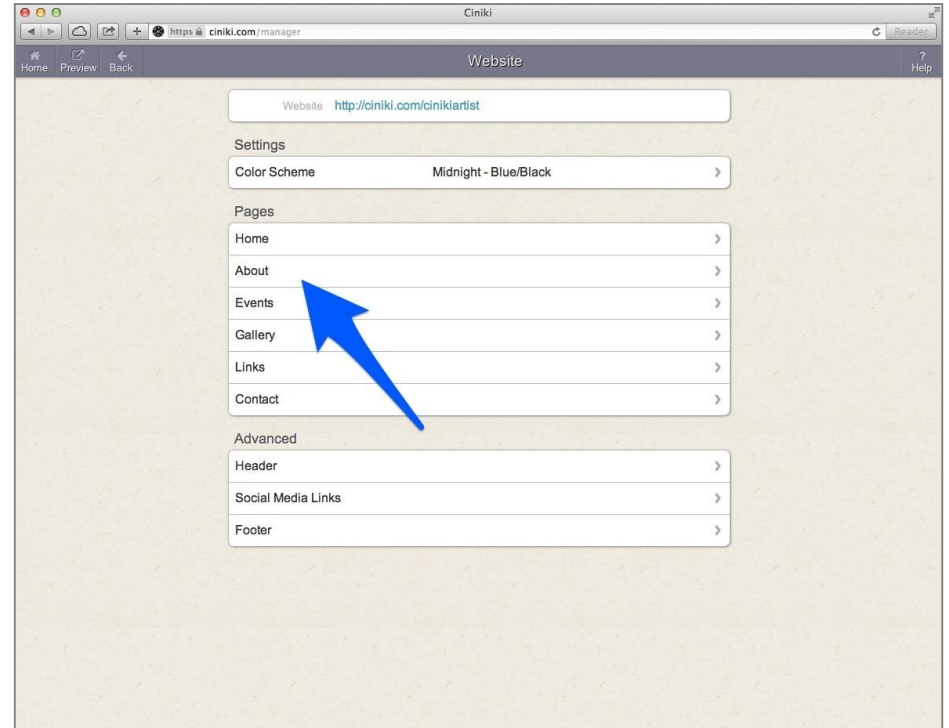 Ciniki
https ciniki.com/manager
Reader
Home Preview Back
Website
? Help
Website http://ciniki.com/cinikiartist
Settings
Color Scheme Midnight - Blue/Black
Pages
Home
About
Events
Gallery
Links
Contact
Advanced
Header
Social Media Links
Footer